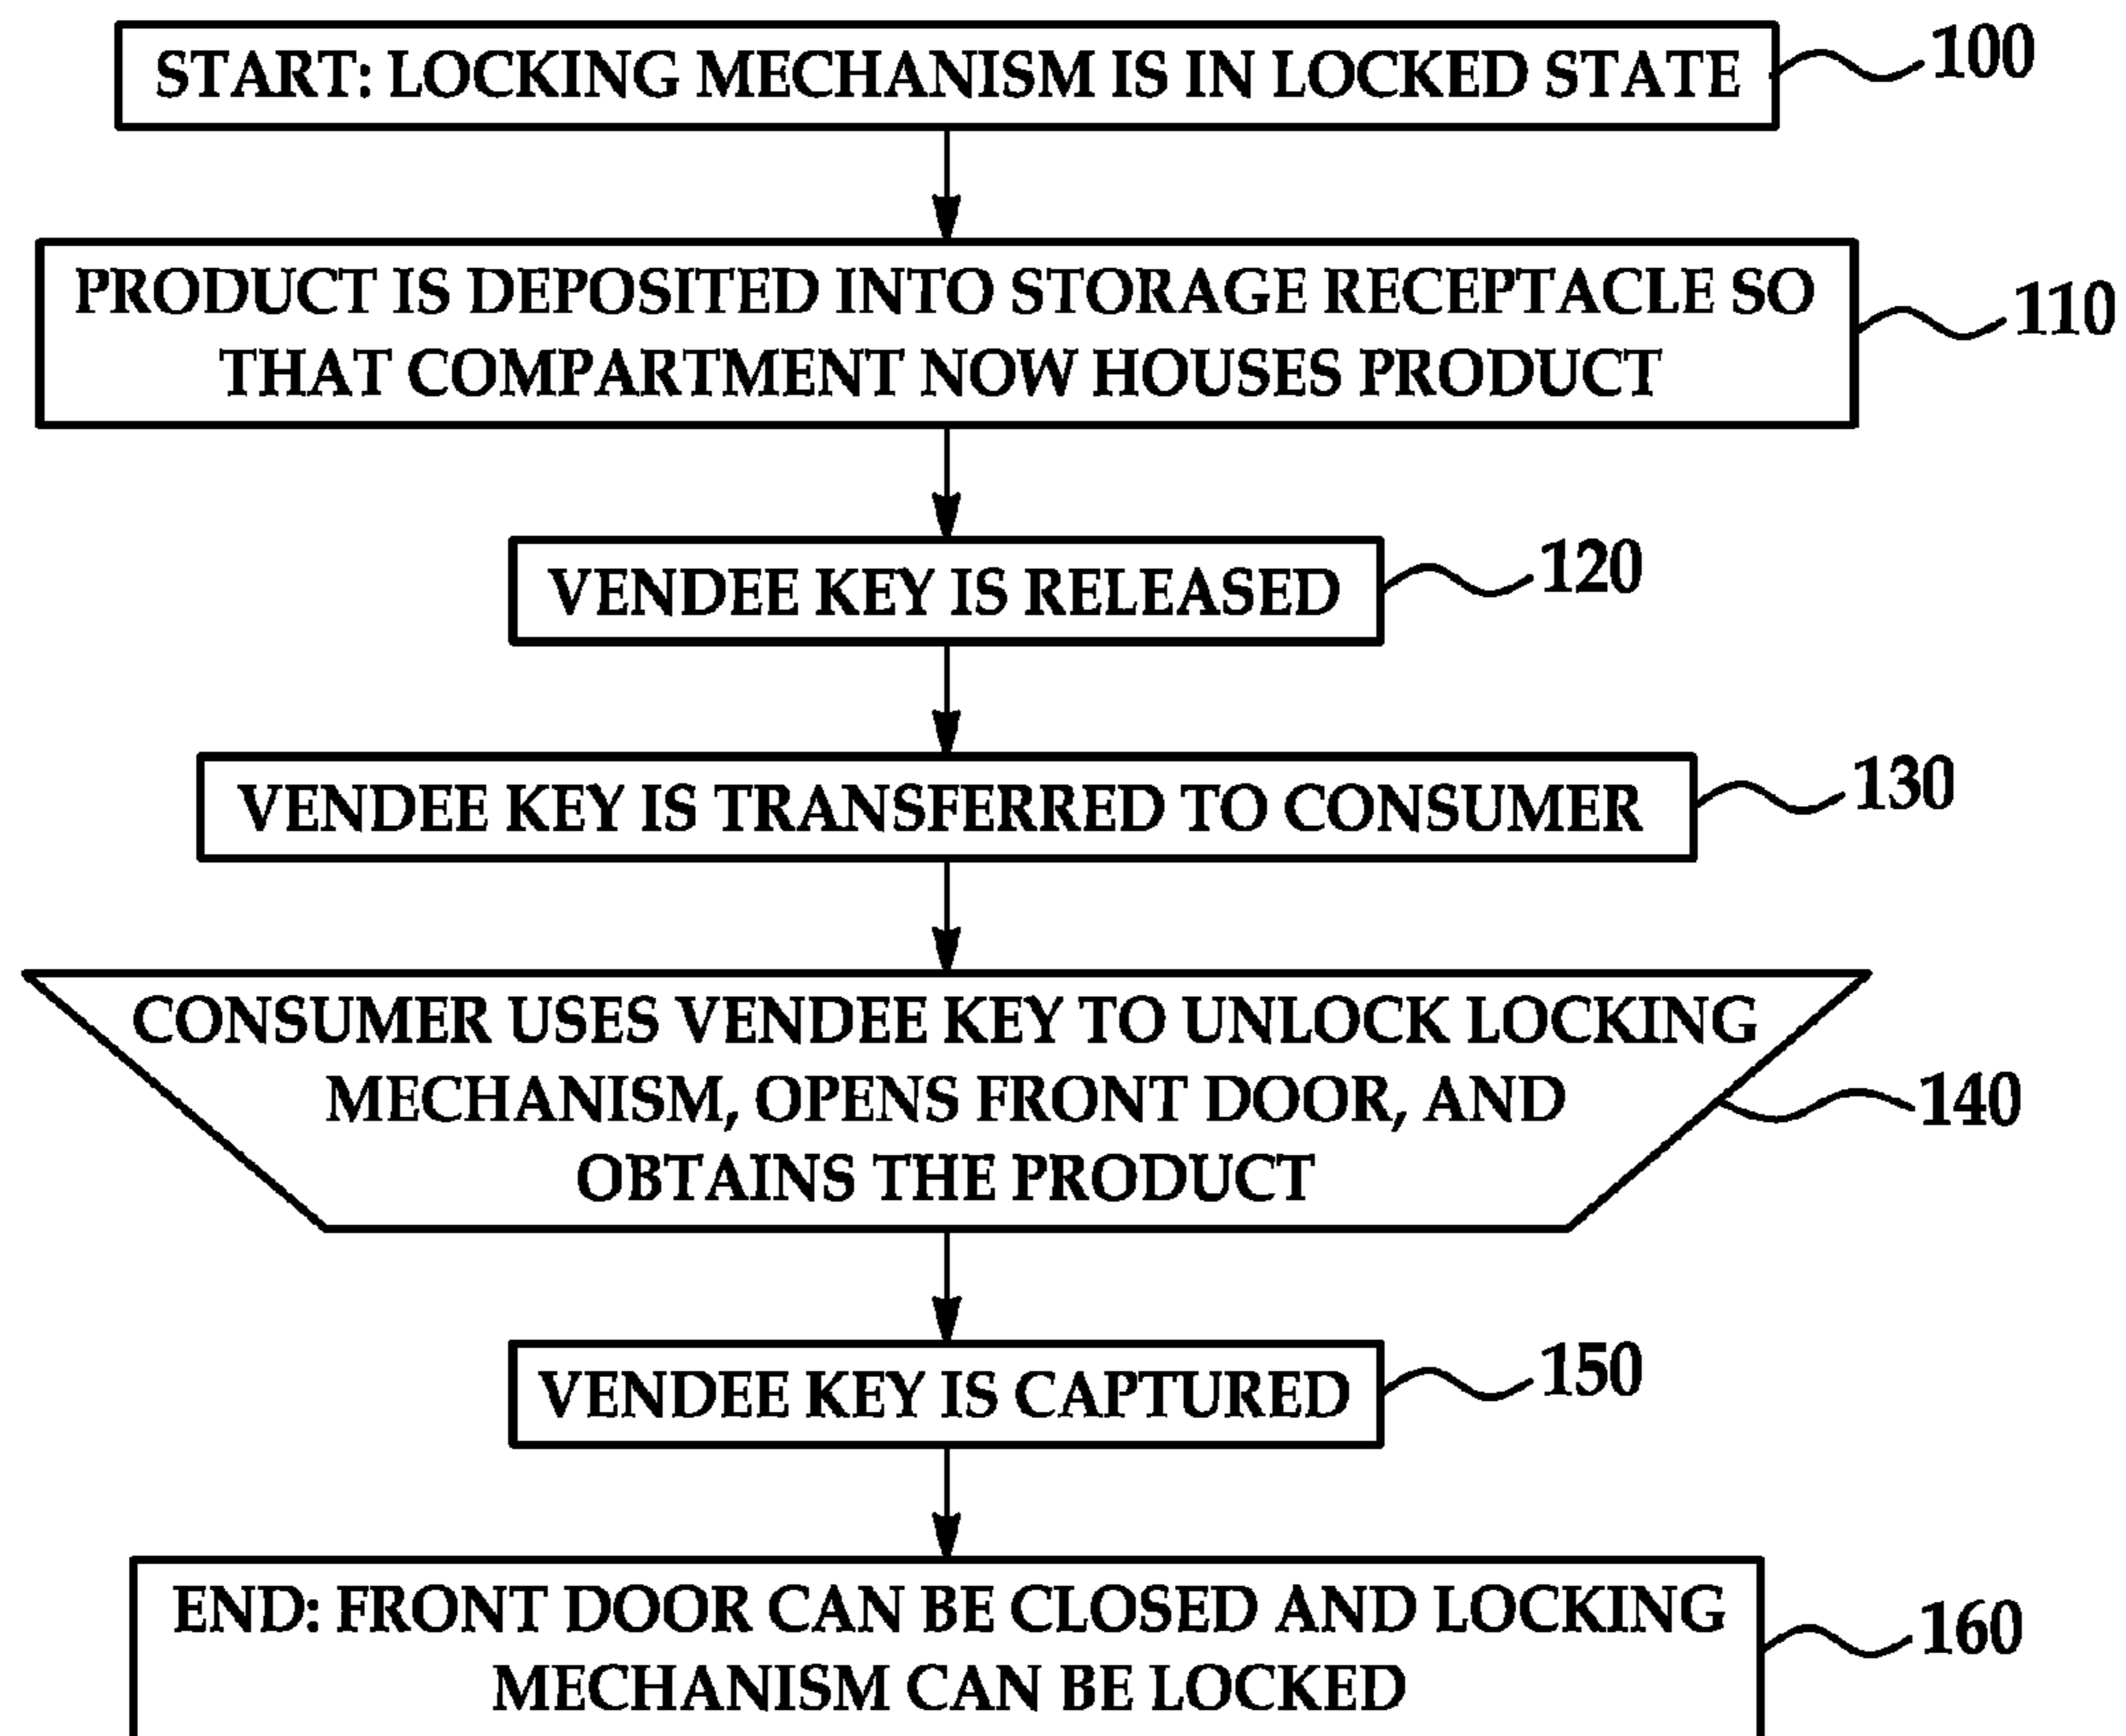 START: LOCKING MECHANISM IS IN LOCKED STATE
100
PRODUCT IS DEPOSITED INTO STORAGE RECEPTACLE SO
THAT COMPARTMENT NOW HOUSES PRODUCT
110
VENDEE KEY IS RELEASED
120
VENDEE KEY IS TRANSFERRED TO CONSUMER
130
CONSUMER USES VENDEE KEY TO UNLOCK LOCKING
MECHANISM, OPENS FRONT DOOR, AND
OBTAINS THE PRODUCT
140
VENDEE KEY IS CAPTURED
150
END: FRONT DOOR CAN BE CLOSED AND LOCKING
MECHANISM CAN BE LOCKED
160